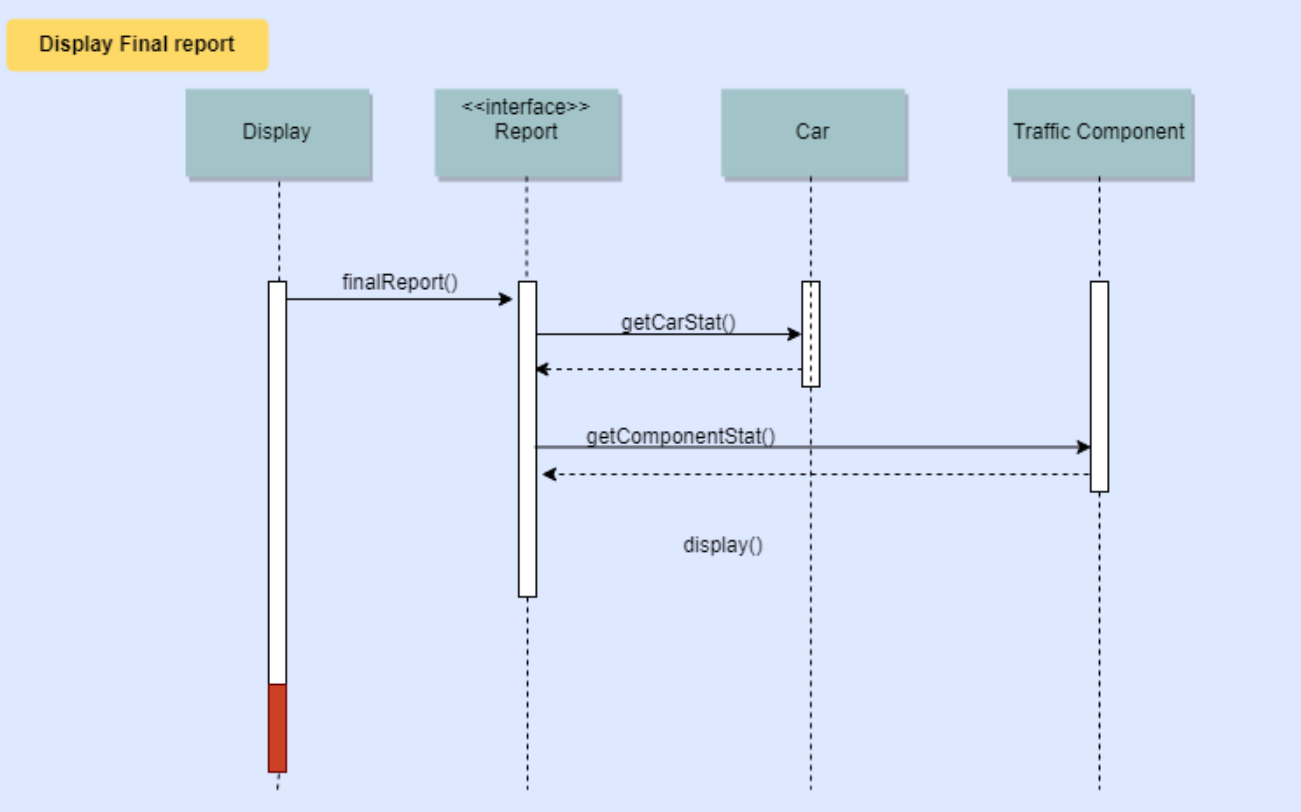 Display Final report
Display
<<interface>>
Report
Car
Traffic Component
finalReport()
getCarStat()
getComponentStat()
display()